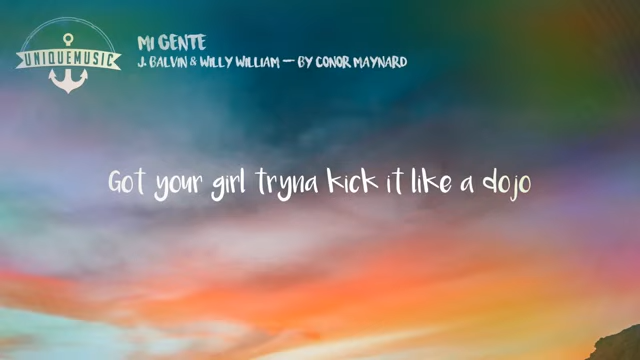 UNIQUEMUSIC
MI GENTE
J. BALVIN & WILLY WILLIAM — BY CONOR MAYNARD
Got your girl tryna kick it like a dojo